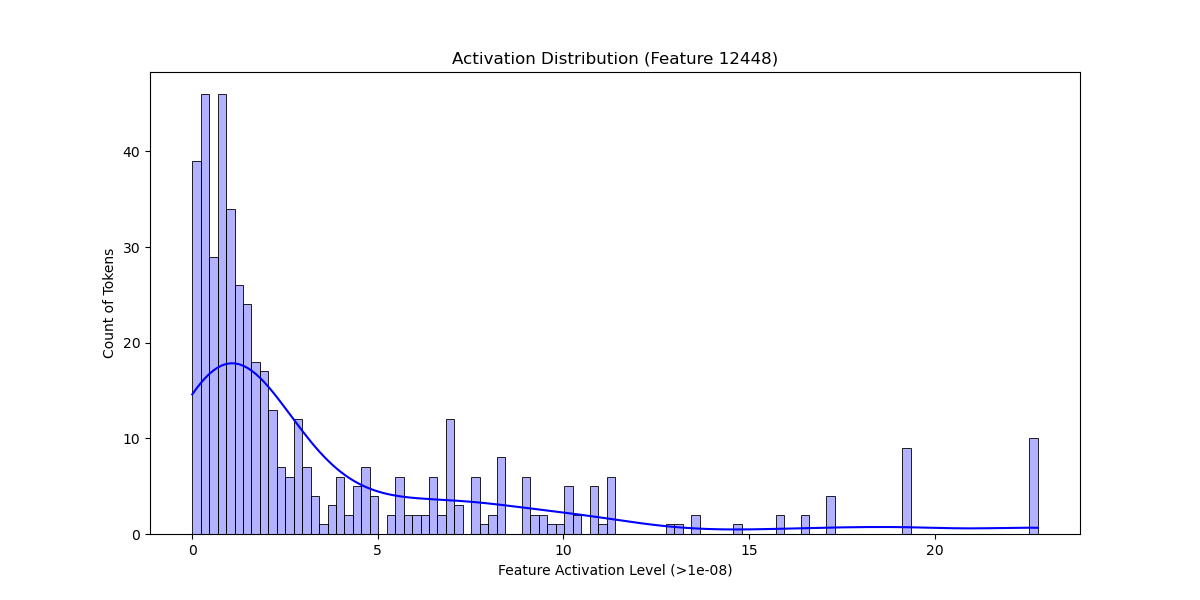 Activation Distribution (Feature 12448)
Count of Tokens
40
30
20
10
0
0 5 10 15 20
Feature Activation Level (>1e-08)